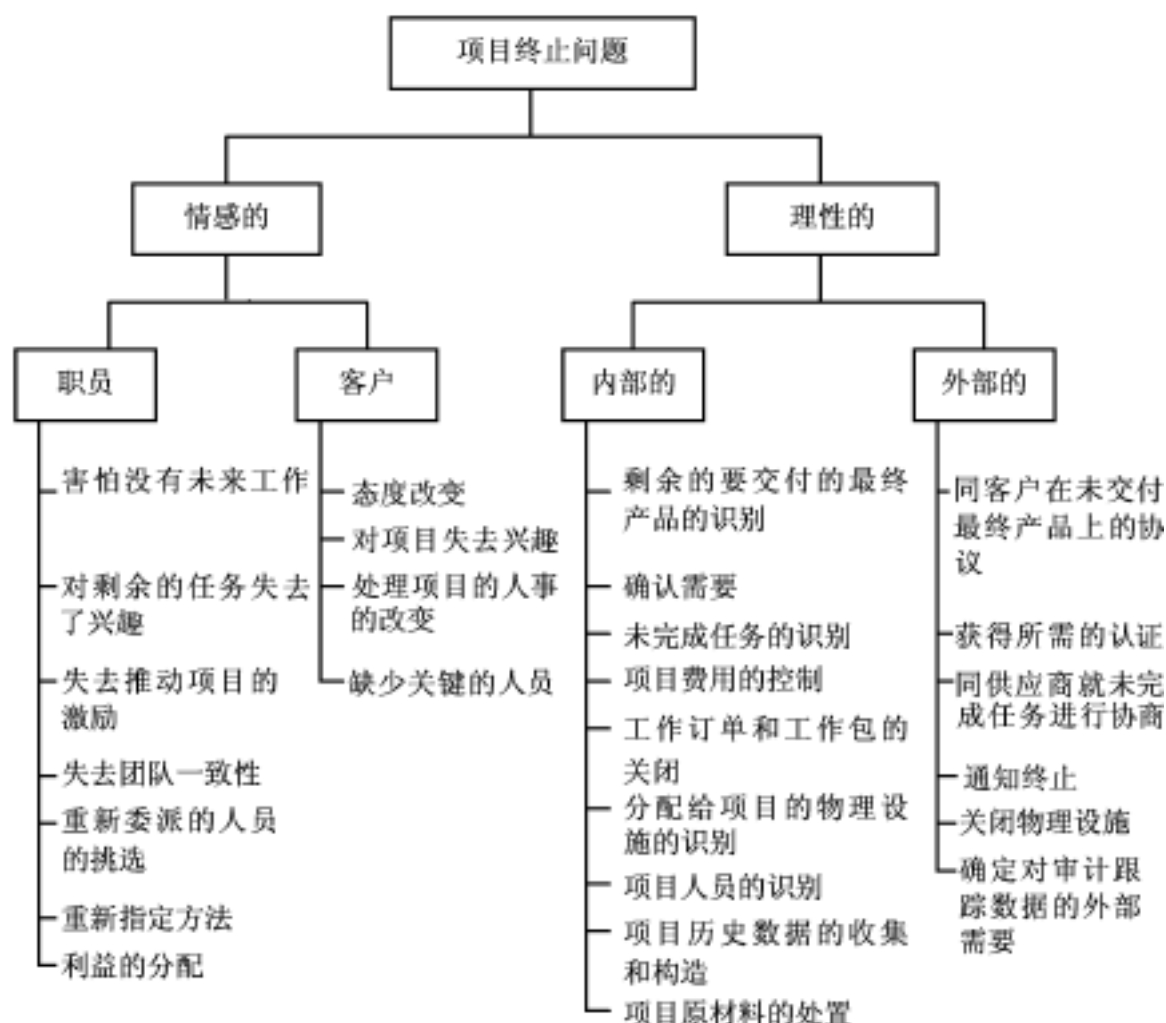 项目终止问题
情感的
理性的
职员
客户
内部的
外部的
害怕没有未来工作
对剩余的任务失去
了兴趣
失去推动项目的
激励
失去团队一致性
重新委派的人员
的挑选
重新指定方法
利益的分配
态度改变
对项目失去兴趣
处理项目的人事
的改变
缺少关键的人员
剩余的要交付的最终
产品的识别
确认需要
未完成任务的识别
项目费用的控制
工作订单和工作包的
关闭
分配给项目的物理设
施的识别
项目人员的识别
项目历史数据的收集
和构造
项目原材料的处置
同客户在未交付
最终产品上的协
议
获得所需的认证
同供应商就未完
成任务进行协商
通知终止
关闭物理设施
确定对审计跟
踪数据的外部
需要